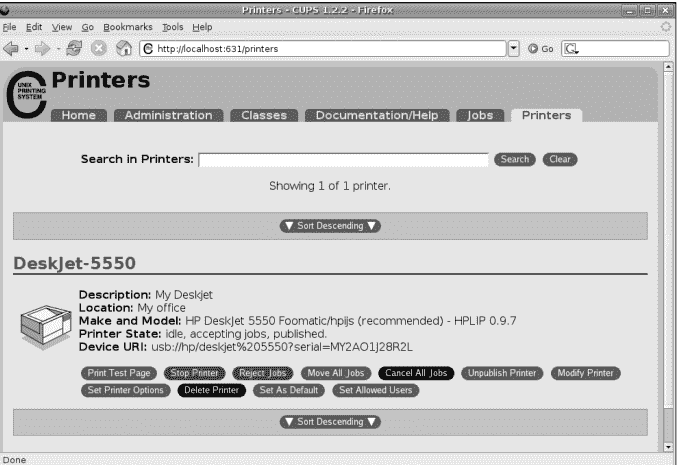 Printers - CUPS 1.2.2 - Firefox
File Edit View Go Bookmarks Tools Help
http://localhost:631/printers Go
UNIX PRINTING SYSTEM
Printers
Home Administration Classes Documentation/Help Jobs Printers
Search in Printers: Search Clear
Showing 1 of 1 printer.
▼ Sort Descending ▼
DeskJet-5550
Description: My DeskJet
Location: My office
Make and Model: HP DeskJet 5550 Foomatic/hpijs (recommended) - HPLIP 0.9.7
Printer State: idle, accepting jobs, published.
Device URI: usb://hp/deskjet%205550?serial=MY2AO1J28R2L
Print Test Page Stop Printer Reject Jobs Move All Jobs Cancel All Jobs Unpublish Printer Modify Printer
Set Printer Options Delete Printer Set As Default Set Allowed Users
▼ Sort Descending ▼
Done